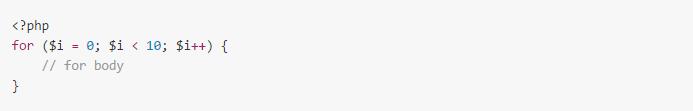 <?php
for ($i = 0; $i < 10; $i++) {
    // for body
}